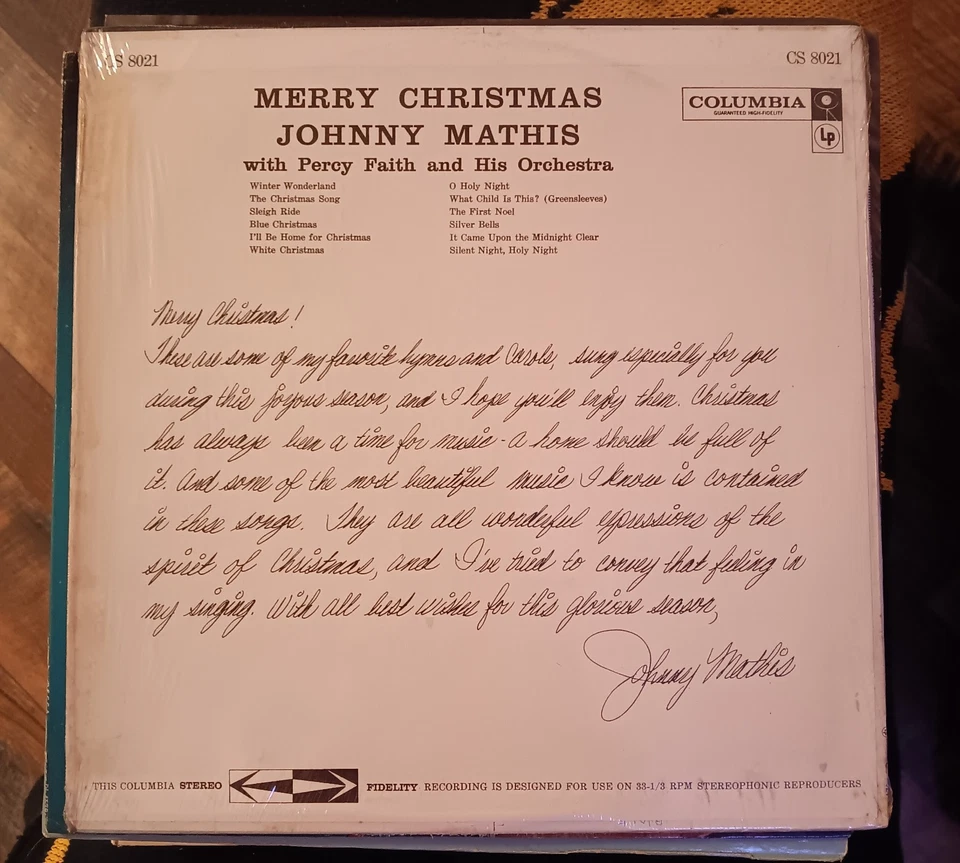 CS 8021
CS 8021
MERRY CHRISTMAS
JOHNNY MATHIS
with Percy Faith and His Orchestra
COLUMBIA
GUARANTEED HIGH-FIDELITY
Lp
Winter Wonderland
The Christmas Song
Sleigh Ride
Blue Christmas
I'll Be Home for Christmas
White Christmas
O Holy Night
What Child Is This? (Greensleeves)
The First Noel
Silver Bells
It Came Upon the Midnight Clear
Silent Night, Holy Night
Merry Christmas!
These are some of my favorite hymns and Carols, sung especially for you
during this joyous season, and I hope you'll enjoy them. Christmas
has always been a time for music - a home should be full of
it. And some of the most beautiful music I know is contained
in these songs. They are all wonderful expressions of the
spirit of Christmas, and I've tried to convey that feeling in
my singing. With all best wishes for this glorious season,
Johnny Mathis
THIS COLUMBIA STEREO FIDELITY RECORDING IS DESIGNED FOR USE ON 33-1/3 RPM STEREOPHONIC REPRODUCERS